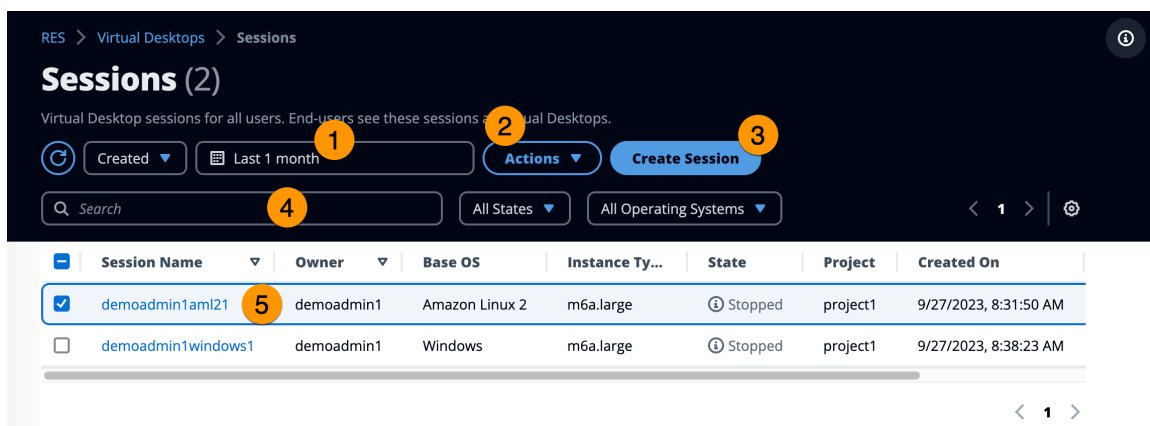 RES > Virtual Desktops > Sessions
Sessions (2)
Virtual Desktop sessions for all users. End-users see these sessions a ual Desktops.
1 2 3
Created Last 1 month Actions Create Session
Search 4 All States All Operating Systems < 1 >
Session Name Owner Base OS Instance Ty... State Project Created On
demoadmin1aml21 5 demoadmin1 Amazon Linux 2 m6a.large Stopped project1 9/27/2023, 8:31:50 AM
demoadmin1windows1 demoadmin1 Windows m6a.large Stopped project1 9/27/2023, 8:38:23 AM
< 1 >